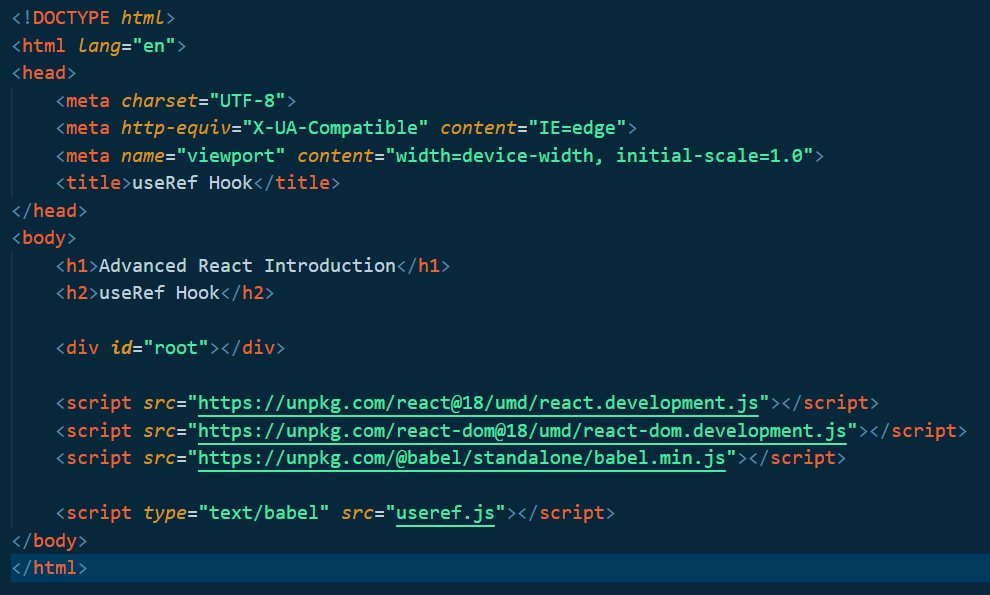 <!DOCTYPE html>
<html lang="en">
<head>
    <meta charset="UTF-8">
    <meta http-equiv="X-UA-Compatible" content="IE=edge">
    <meta name="viewport" content="width=device-width, initial-scale=1.0">
    <title>useRef Hook</title>
</head>
<body>
    <h1>Advanced React Introduction</h1>
    <h2>useRef Hook</h2>

    <div id="root"></div>

    <script src="https://unpkg.com/react@18/umd/react.development.js"></script>
    <script src="https://unpkg.com/react-dom@18/umd/react-dom.development.js"></script>
    <script src="https://unpkg.com/@babel/standalone/babel.min.js"></script>

    <script type="text/babel" src="useref.js"></script>
</body>
</html>